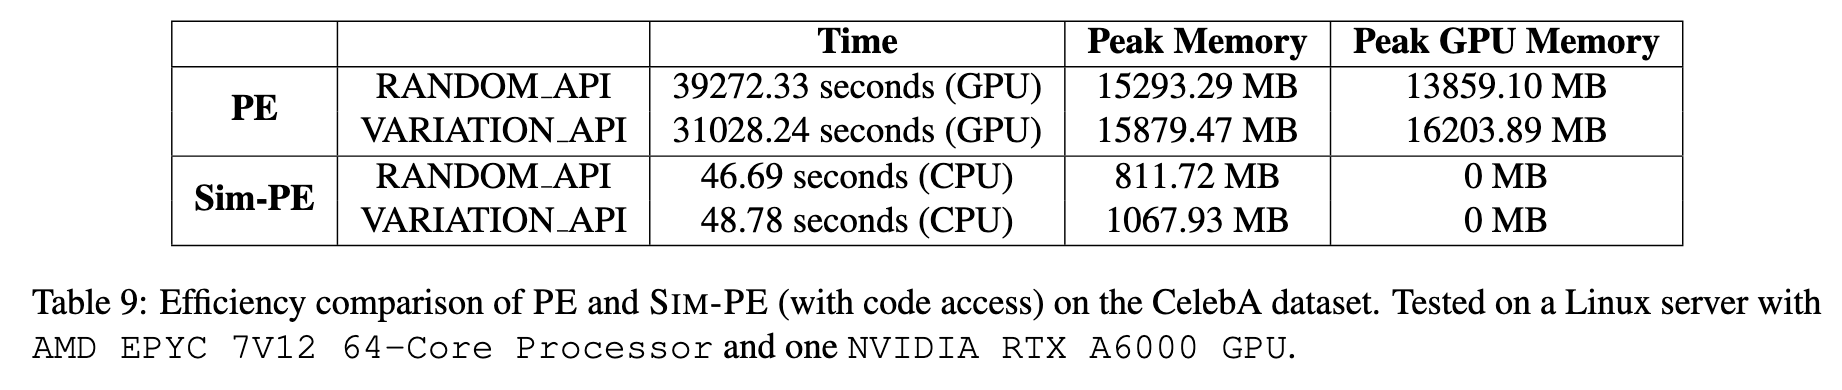 Time Peak Memory Peak GPU Memory
PE RANDOM_API 39272.33 seconds (GPU) 15293.29 MB 13859.10 MB
VARIATION_API 31028.24 seconds (GPU) 15879.47 MB 16203.89 MB
Sim-PE RANDOM_API 46.69 seconds (CPU) 811.72 MB 0 MB
VARIATION_API 48.78 seconds (CPU) 1067.93 MB 0 MB
Table 9: Efficiency comparison of PE and SIM-PE (with code access) on the CelebA dataset. Tested on a Linux server with
AMD EPYC 7V12 64-Core Processor and one NVIDIA RTX A6000 GPU.